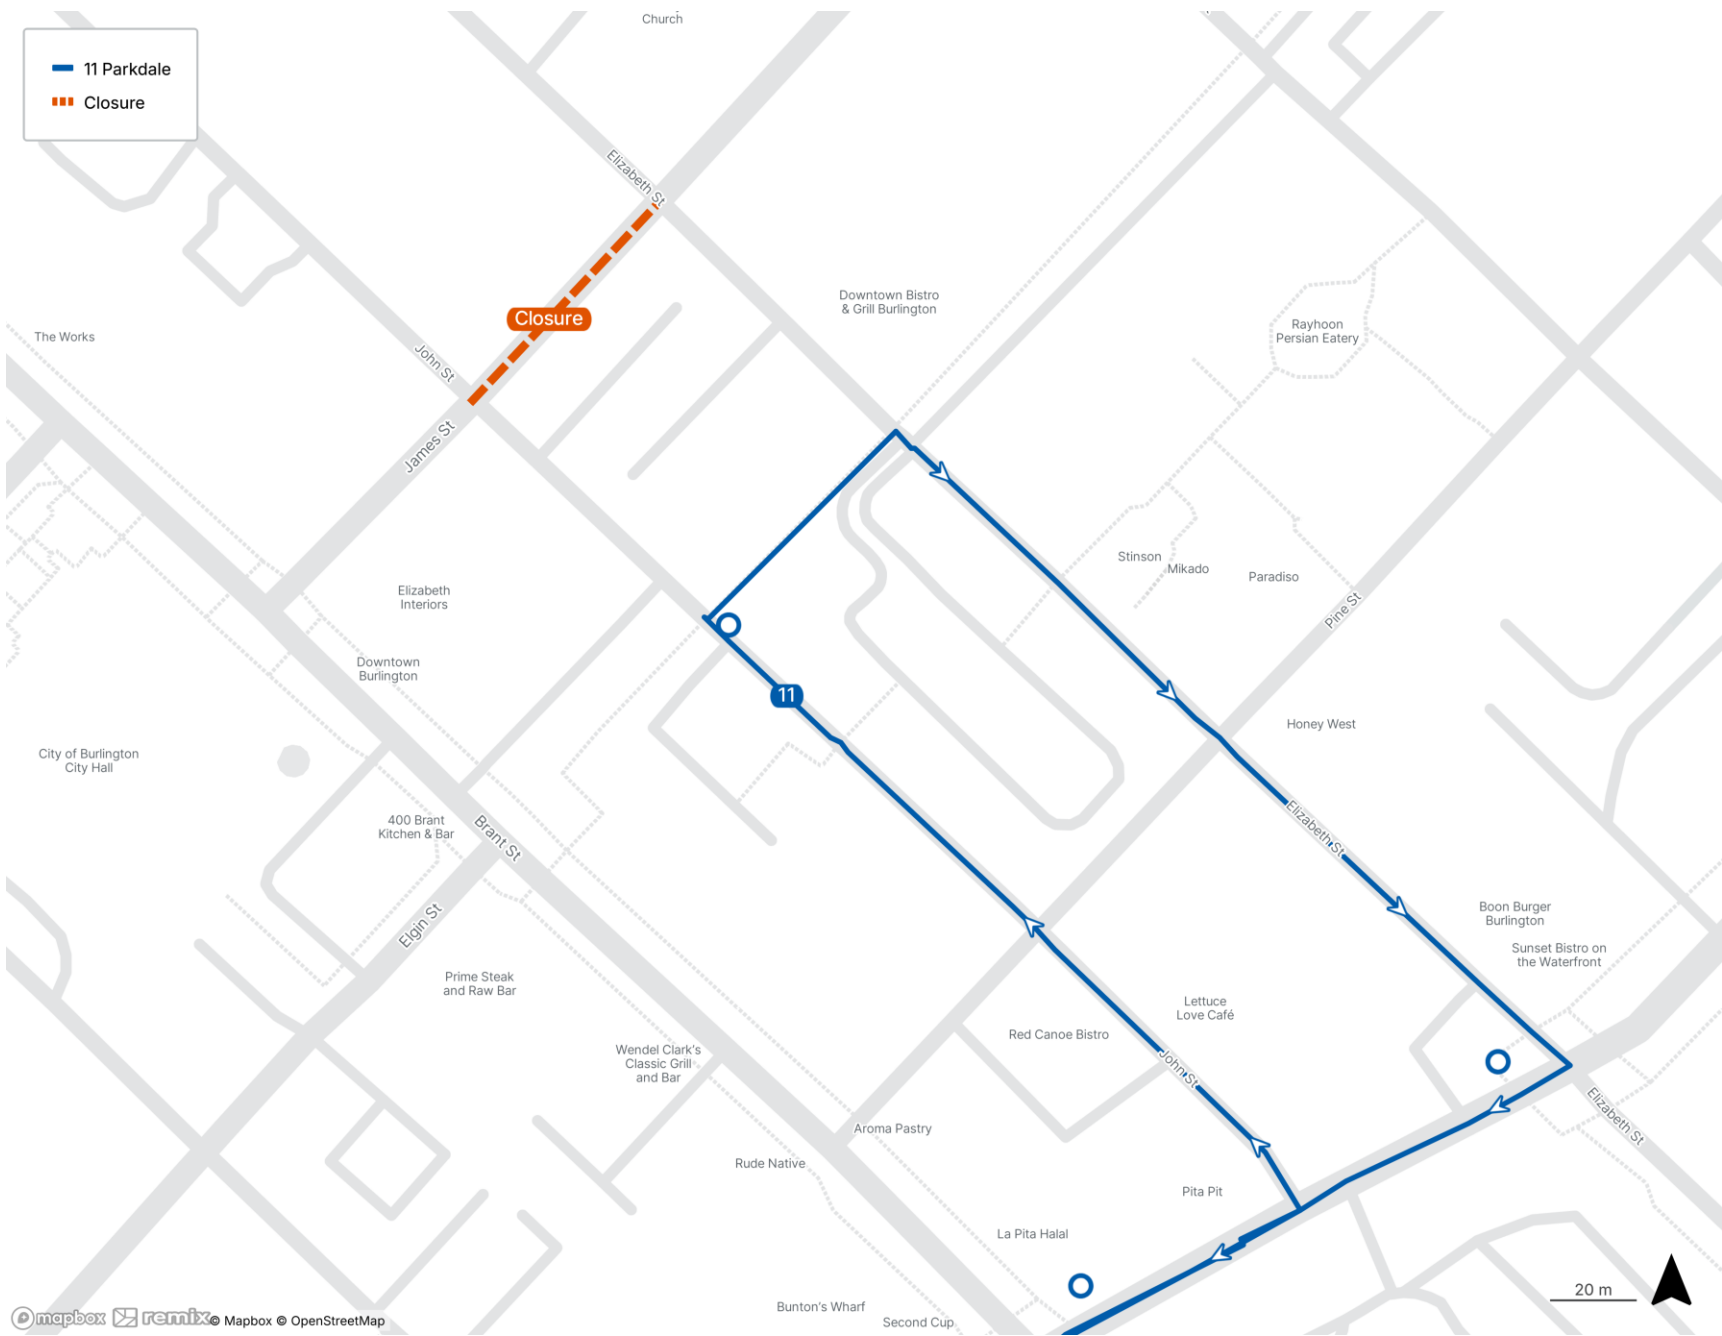 Church
11 Parkdale
Closure
Elizabeth St
Downtown Bistro
& Grill Burlington
Closure
Rayhoon
Persian Eatery
The Works
John St
James St
Stinson
Mikado
Paradiso
Elizabeth
Interiors
Pine St
Downtown
Burlington
11
Honey West
City of Burlington
City Hall
400 Brant
Kitchen & Bar
Brant St
Elizabeth St
Elgin St
Boon Burger
Burlington
Sunset Bistro on
the Waterfront
Prime Steak
and Raw Bar
Lettuce
Love Café
Red Canoe Bistro
Wendel Clark's
Classic Grill
and Bar
John St
Elizabeth St
Aroma Pastry
Rude Native
Pita Pit
La Pita Halal
20 m
Bunton's Wharf
Second Cup
mapbox remix © Mapbox © OpenStreetMap